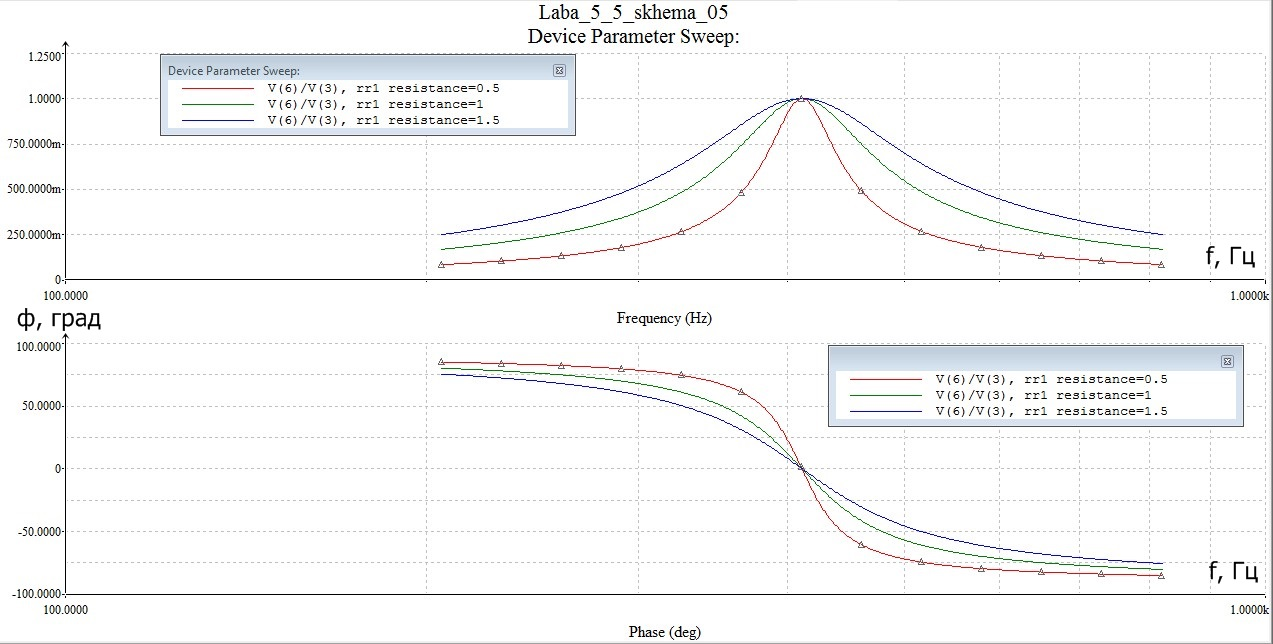 Laba_5_5_skhema_05
Device Parameter Sweep:
1.2500
Device Parameter Sweep:
V(6)/V(3), rr1 resistance=0.5
V(6)/V(3), rr1 resistance=1
V(6)/V(3), rr1 resistance=1.5
1.0000
750.0000m
500.0000m
250.0000m
0
f, Гц
100.0000
1.0000k
Frequency (Hz)
ф, град
100.0000
V(6)/V(3), rr1 resistance=0.5
V(6)/V(3), rr1 resistance=1
V(6)/V(3), rr1 resistance=1.5
50.0000
0
-50.0000
-100.0000
f, Гц
100.0000
1.0000k
Phase (deg)